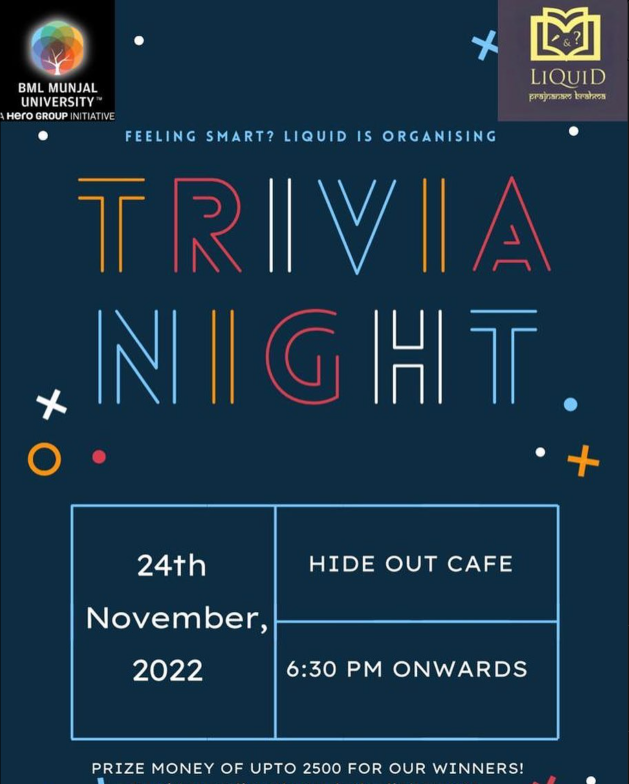 BML MUNJAL
UNIVERSITY™
A HERO GROUP INITIATIVE
& ?
LIQUID
prajnanam brahma
FEELING SMART? LIQUID IS ORGANISING
TRIVIA
NIGHT
24th
November,
2022
HIDE OUT CAFE
6:30 PM ONWARDS
PRIZE MONEY OF UPTO 2500 FOR OUR WINNERS!